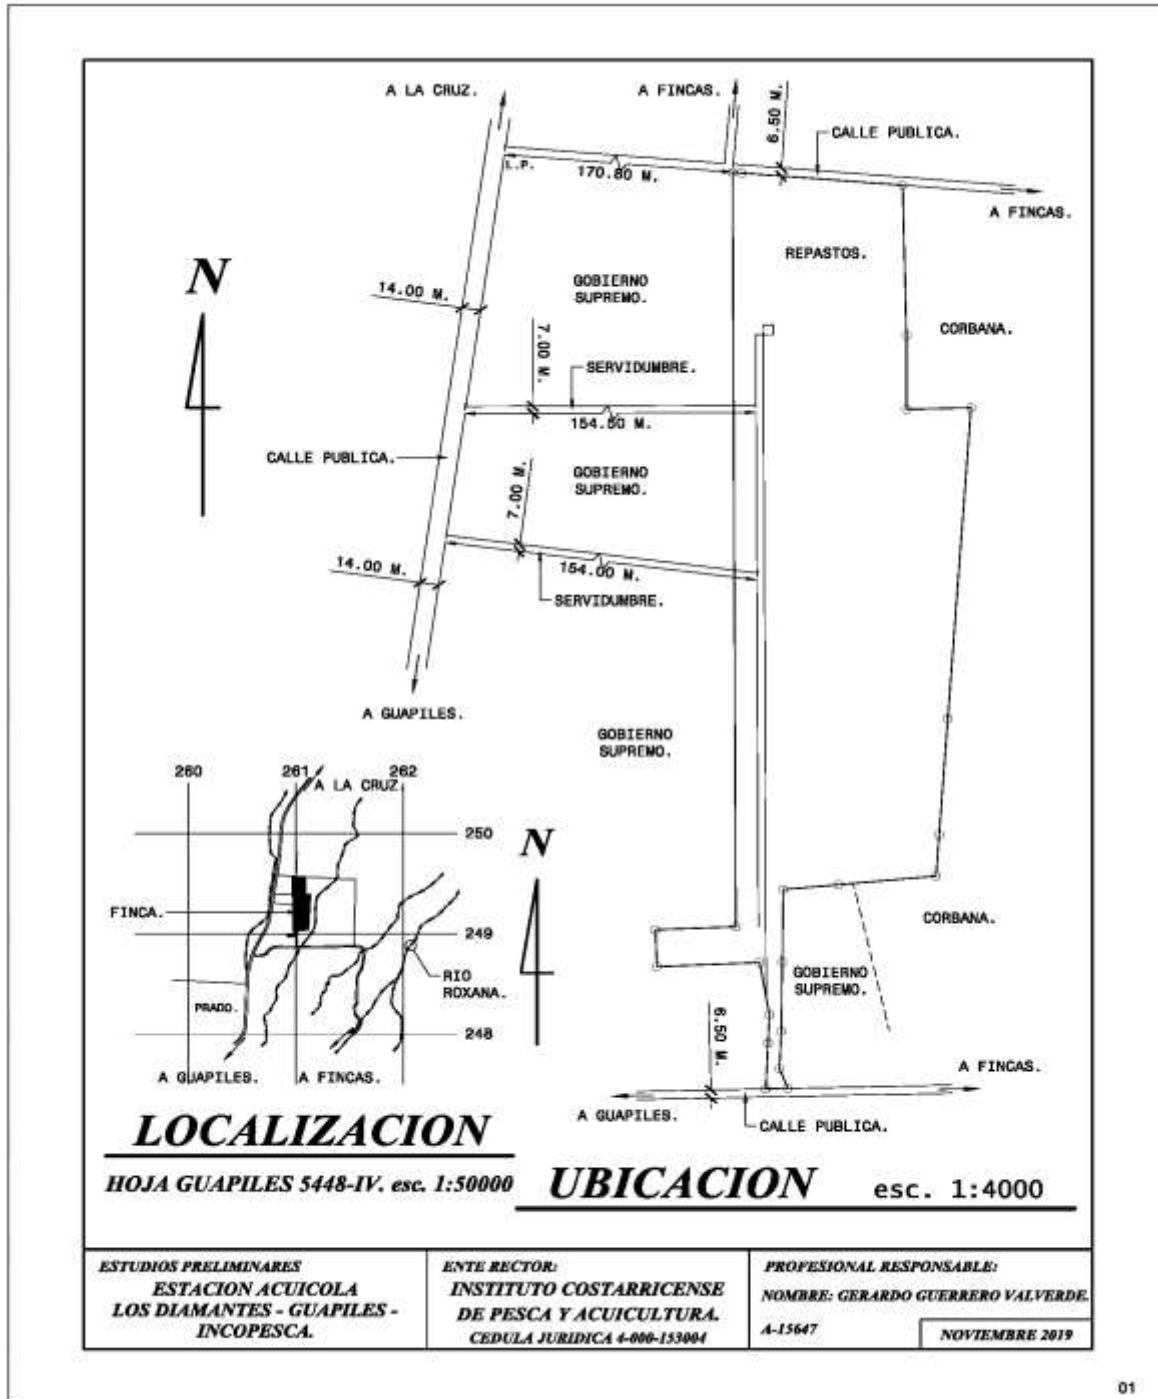 A LA CRUZ.
A FINCAS.
6.50 M.
CALLE PUBLICA.
L.P.
170.80 M.
A FINCAS.
REPASTOS.
N
GOBIERNO
SUPREMO.
14.00 M.
CORBANA.
7.00 M.
SERVIDUMBRE.
154.50 M.
CALLE PUBLICA.
GOBIERNO
SUPREMO.
7.00 M.
14.00 M.
154.00 M.
SERVIDUMBRE.
A GUAPILES.
GOBIERNO
SUPREMO.
260
261
262
A LA CRUZ
250
N
FINCA.
249
CORBANA.
RIO
ROXANA.
GOBIERNO
SUPREMO.
PRADO.
248
6.50 M.
A GUAPILES.
A FINCAS.
A FINCAS.
A GUAPILES.
CALLE PUBLICA.
LOCALIZACION
HOJA GUAPILES 5448-IV. esc. 1:50000
UBICACION esc. 1:4000
ESTUDIOS PRELIMINARES
ESTACION ACUICOLA
LOS DIAMANTES - GUAPILES -
INCOPESCA.
ENTE RECTOR:
INSTITUTO COSTARRICENSE
DE PESCA Y ACUICULTURA.
CEDULA JURIDICA 4-000-153004
PROFESIONAL RESPONSABLE:
NOMBRE: GERARDO GUERRERO VALVERDE.
A-15647
NOVIEMBRE 2019
01